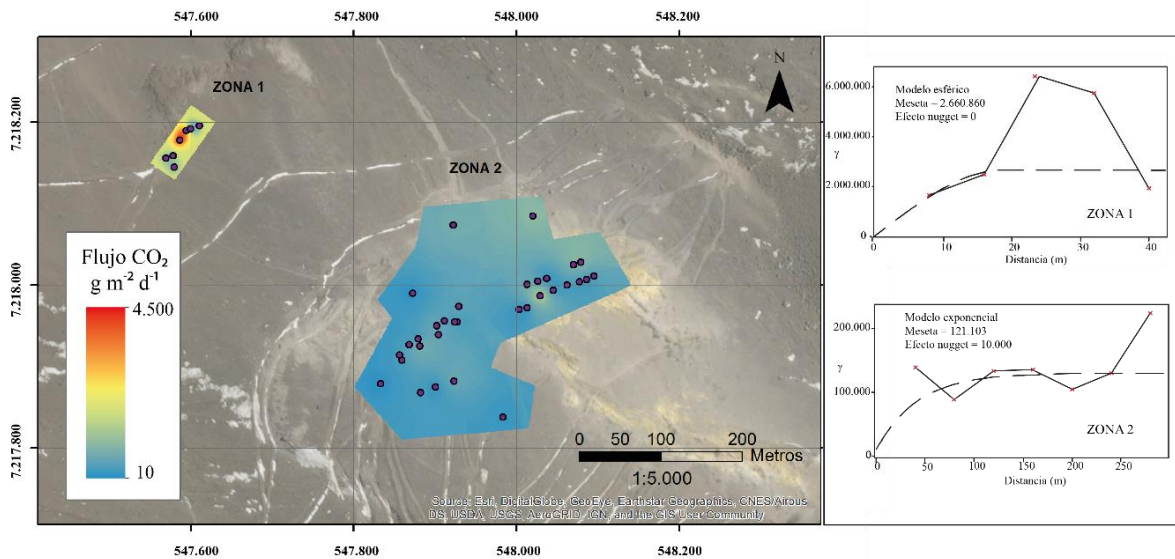 547.600
547.800
548.000
548.200
7.218.200
7.218.000
7.217.800
ZONA 1
ZONA 2
N
Flujo CO₂
g m⁻² d⁻¹
4.500
10
0 50 100 200
Metros
1:5.000
Source: Esri, DigitalGlobe, GeoEye, Earthstar Geographics, CNES/Airbus
DS, USDA, USGS, AeroGRID, IGN, and the GIS User Community
547.600
547.800
548.000
548.200
6.000.000
4.000.000
γ
2.000.000
0
Modelo esférico
Meseta = 2.660.860
Efecto nugget = 0
ZONA 1
0 10 20 30 40
Distancia (m)
200.000
γ
100.000
0
Modelo exponencial
Meseta = 121.103
Efecto nugget = 10.000
ZONA 2
0 50 100 150 200 250
Distancia (m)